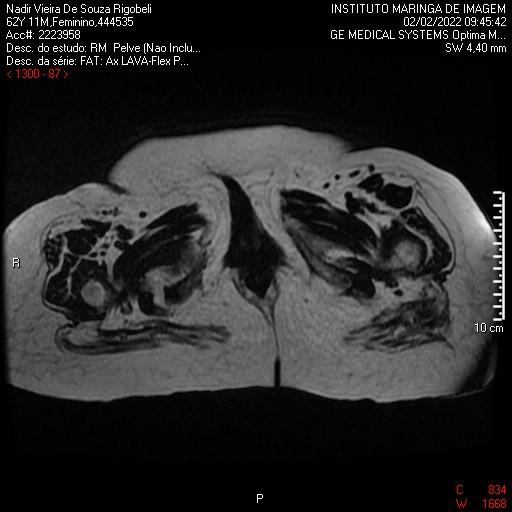 Nadir Vieira De Souza Rigobeli
62Y 11M,Feminino,444535
Acc#: 2223958
Desc. do estudo: RM Pelve (Nao Inclu...
Desc. da série: FAT: Ax LAVA-Flex P...
< 1300 - 87 >
INSTITUTO MARINGA DE IMAGEM
02/02/2022 09:45:42
GE MEDICAL SYSTEMS Optima M...
SW 4,40 mm
R
10 cm
P
C 834
W 1668